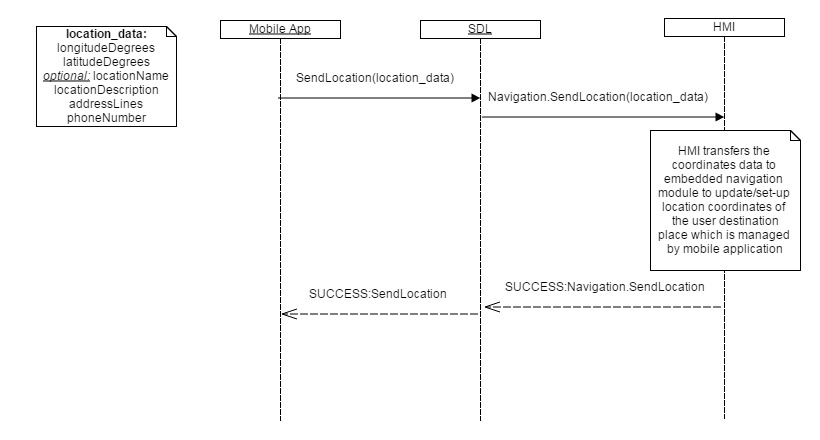 location_data:
longitudeDegrees
latitudeDegrees
optional: locationName
locationDescription
addressLines
phoneNumber
Mobile App
SDL
HMI
SendLocation(location_data)
Navigation.SendLocation(location_data)
HMI transfers the
coordinates data to
embedded navigation
module to update/set-up
location coordinates of
the user destination
place which is managed
by mobile application
SUCCESS:Navigation.SendLocation
SUCCESS:SendLocation